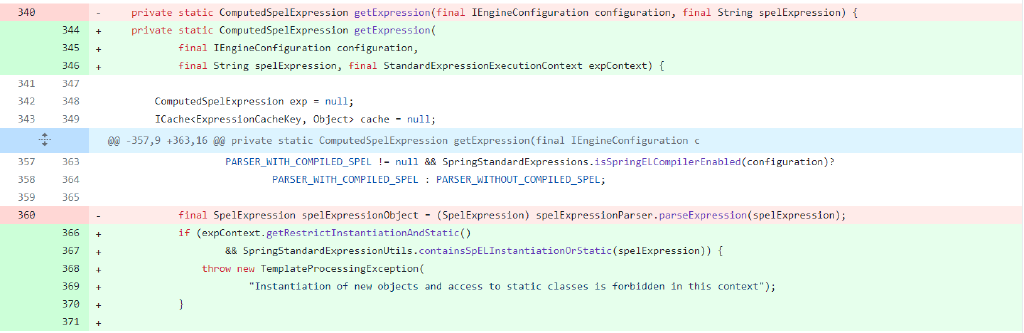 340 - private static ComputedSpelExpression getExpression(final IEngineConfiguration configuration, final String spelExpression) {
344 + private static ComputedSpelExpression getExpression(
345 + final IEngineConfiguration configuration,
346 + final String spelExpression, final StandardExpressionExecutionContext expContext) {
341 347
342 348 ComputedSpelExpression exp = null;
343 349 ICache<ExpressionCacheKey, Object> cache = null;
@@ -357,9 +363,16 @@ private static ComputedSpelExpression getExpression(final IEngineConfiguration c
357 363 PARSER_WITH_COMPILED_SPEL != null && SpringStandardExpressions.isSpringELCompilerEnabled(configuration)?
358 364 PARSER_WITH_COMPILED_SPEL : PARSER_WITHOUT_COMPILED_SPEL;
359 365
360 - final SpelExpression spelExpressionObject = (SpelExpression) spelExpressionParser.parseExpression(spelExpression);
366 + if (expContext.getRestrictInstantiationAndStatic()
367 + && SpringStandardExpressionUtils.containsSpELInstantiationOrStatic(spelExpression)) {
368 + throw new TemplateProcessingException(
369 + "Instantiation of new objects and access to static classes is forbidden in this context");
370 + }
371 +